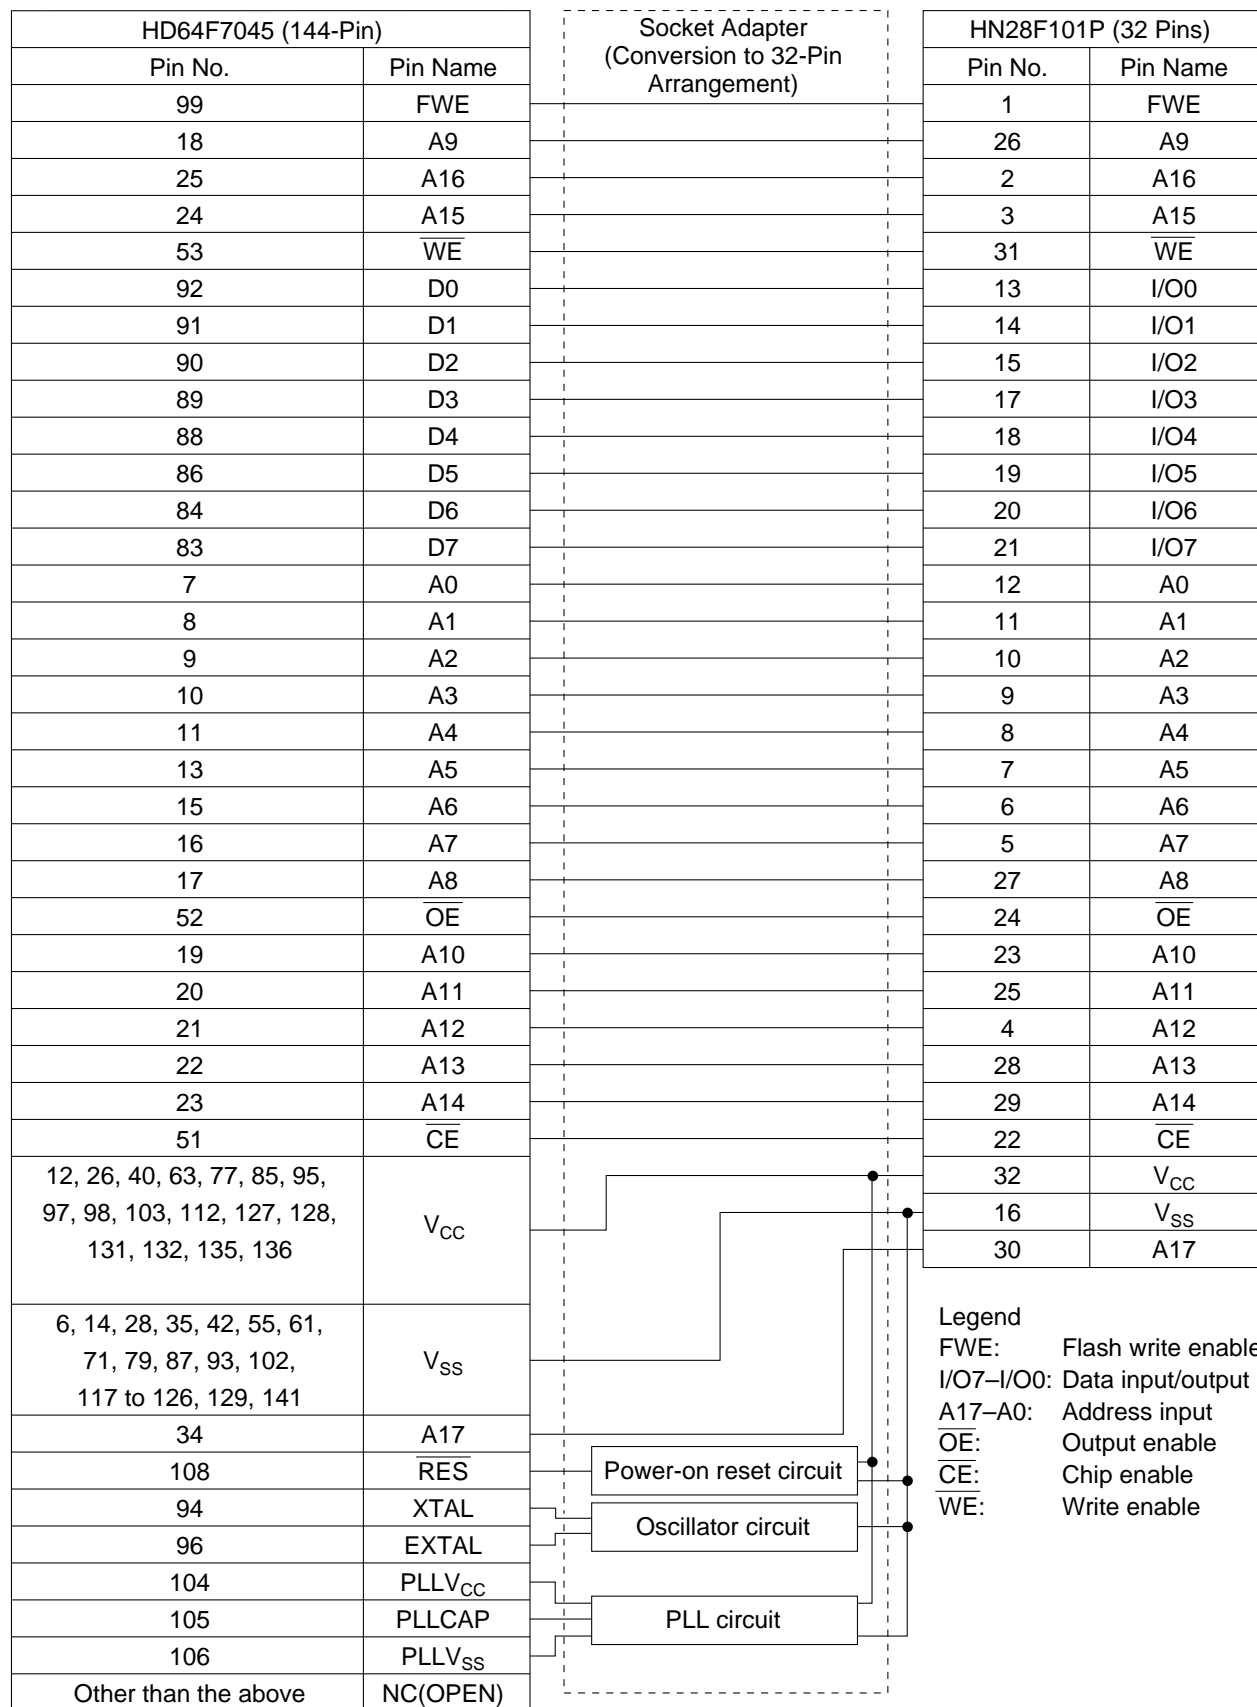 HD64F7045 (144-Pin)
Pin No. Pin Name
99 FWE
18 A9
25 A16
24 A15
53 W̅E̅
92 D0
91 D1
90 D2
89 D3
88 D4
86 D5
84 D6
83 D7
7 A0
8 A1
9 A2
10 A3
11 A4
13 A5
15 A6
16 A7
17 A8
52 O̅E̅
19 A10
20 A11
21 A12
22 A13
23 A14
51 C̅E̅
12, 26, 40, 63, 77, 85, 95,
97, 98, 103, 112, 127, 128,
131, 132, 135, 136
VCC
6, 14, 28, 35, 42, 55, 61,
71, 79, 87, 93, 102,
117 to 126, 129, 141
VSS
34 A17
108 R̅E̅S̅
94 XTAL
96 EXTAL
104 PLLVCC
105 PLLCAP
106 PLLVSS
Other than the above NC(OPEN)
Socket Adapter
(Conversion to 32-Pin
Arrangement)
Power-on reset circuit
Oscillator circuit
PLL circuit
HN28F101P (32 Pins)
Pin No. Pin Name
1 FWE
26 A9
2 A16
3 A15
31 W̅E̅
13 I/O0
14 I/O1
15 I/O2
17 I/O3
18 I/O4
19 I/O5
20 I/O6
21 I/O7
12 A0
11 A1
10 A2
9 A3
8 A4
7 A5
6 A6
5 A7
27 A8
24 O̅E̅
23 A10
25 A11
4 A12
28 A13
29 A14
22 C̅E̅
32 VCC
16 VSS
30 A17
Legend
FWE: Flash write enable
I/O7–I/O0: Data input/output
A17–A0: Address input
O̅E̅: Output enable
C̅E̅: Chip enable
W̅E̅: Write enable